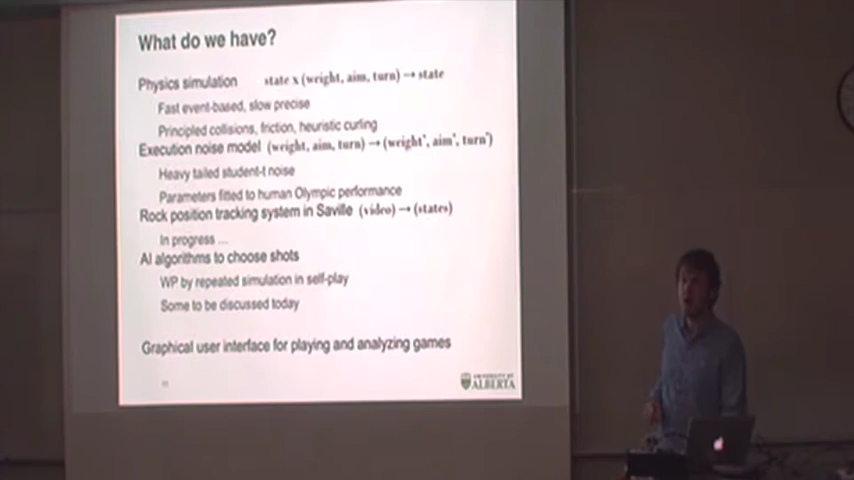 What do we have?
Physics simulation state x (weight, aim, turn) → state
Fast event-based, slow precise
Principled collisions, friction, heuristic curling
Execution noise model (weight, aim, turn) → (weight', aim', turn')
Heavy tailed student-t noise
Parameters fitted to human Olympic performance
Rock position tracking system in Saville (video) → (states)
In progress ...
AI algorithms to choose shots
WP by repeated simulation in self-play
Some to be discussed today
Graphical user interface for playing and analyzing games
UNIVERSITY OF
ALBERTA